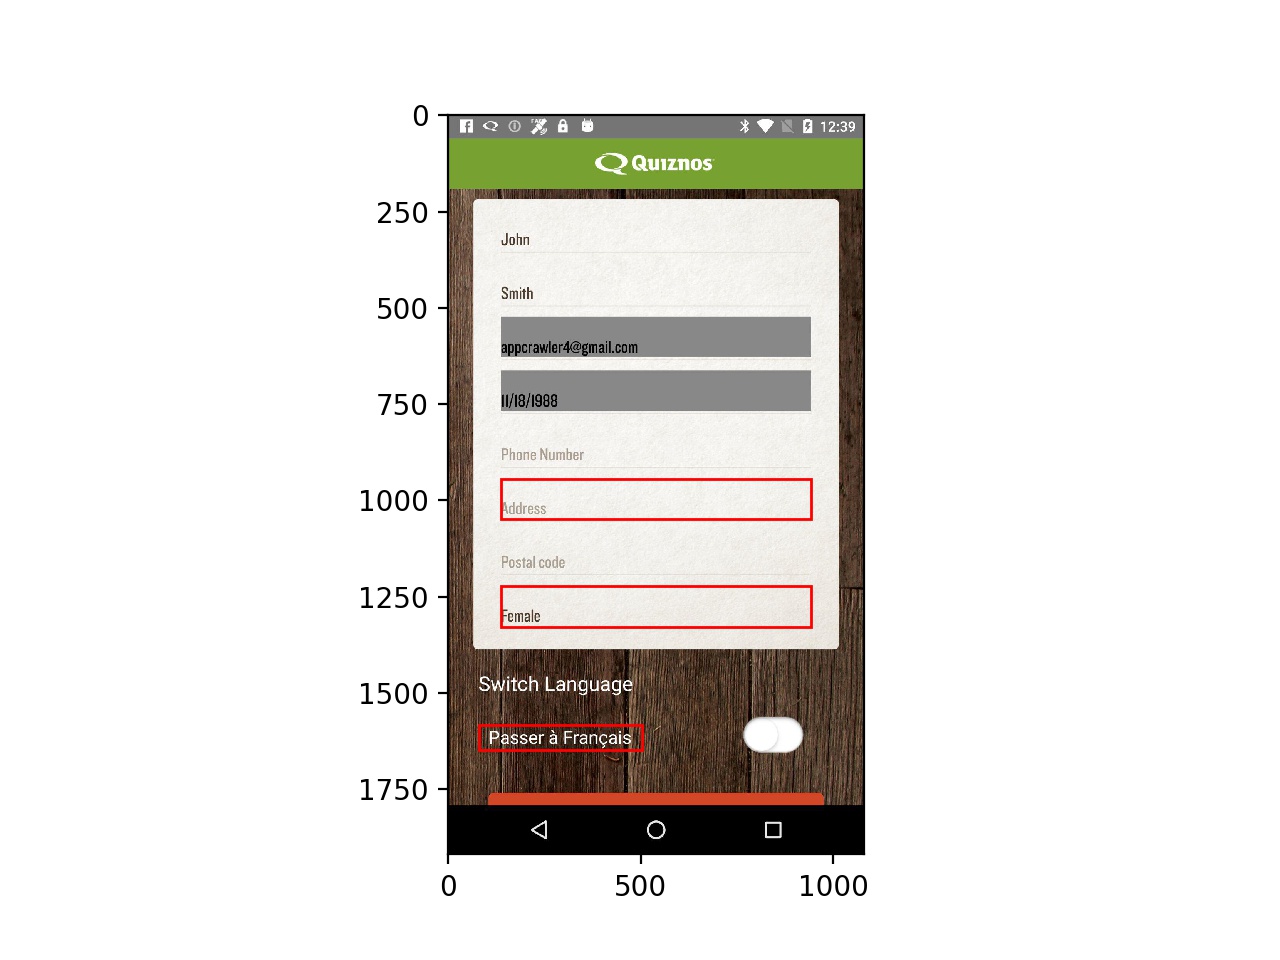 12:39
Quiznos
John
Smith
appcrawler4@gmail.com
11/18/1988
Phone Number
Address
Postal code
Female
Switch Language
Passer à Français
0
250
500
750
1000
1250
1500
1750
0 500 1000